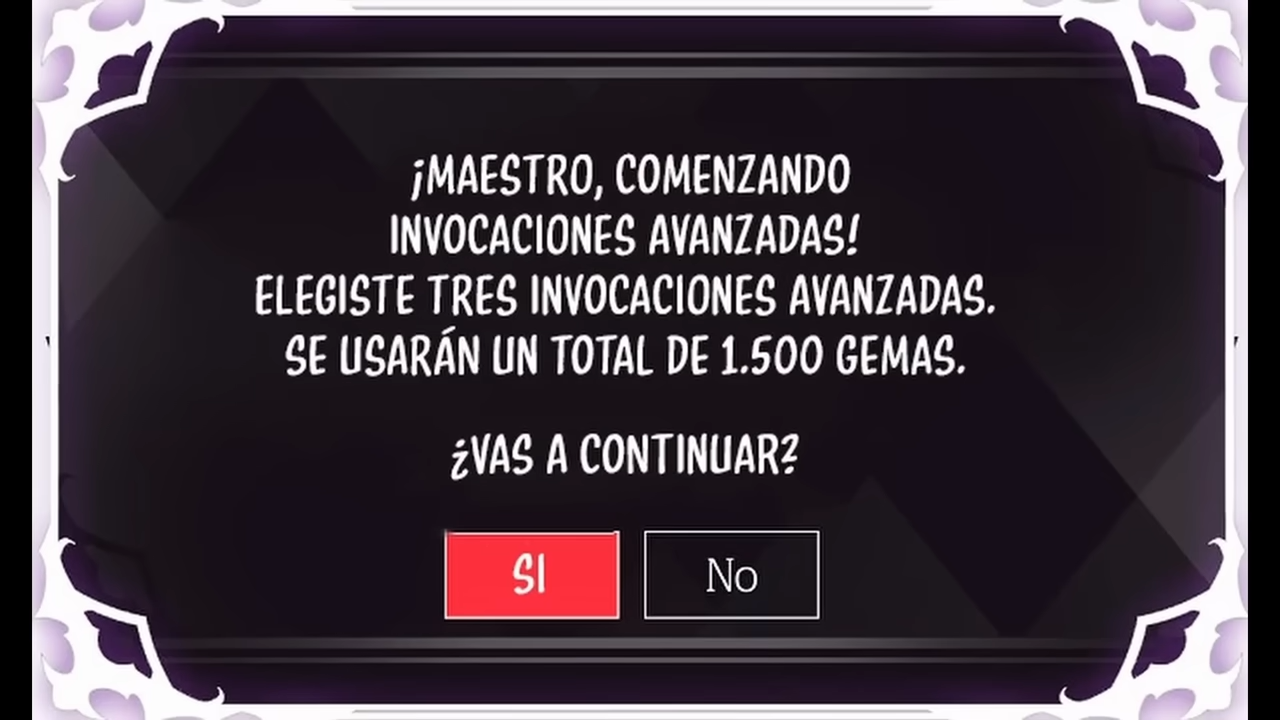 ¡MAESTRO, COMENZANDO
INVOCACIONES AVANZADAS!
ELEGISTE TRES INVOCACIONES AVANZADAS.
SE USARÁN UN TOTAL DE 1.500 GEMAS.
¿VAS A CONTINUAR?
SI
No